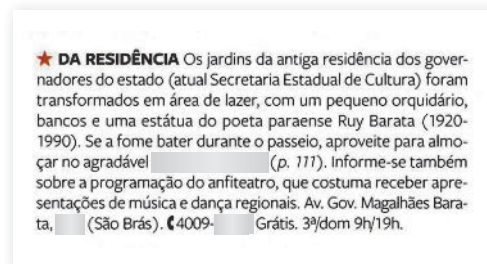 ★ DA RESIDÊNCIA Os jardins da antiga residência dos gover-
nadores do estado (atual Secretaria Estadual de Cultura) foram
transformados em área de lazer, com um pequeno orquidário,
bancos e uma estátua do poeta paraense Ruy Barata (1920-
1990). Se a fome bater durante o passeio, aproveite para almo-
çar no agradável (p. 111). Informe-se também
sobre a programação do anfiteatro, que costuma receber apre-
sentações de música e dança regionais. Av. Gov. Magalhães Bara-
ta, (São Brás). 4009- Grátis. 3ª/dom 9h/19h.